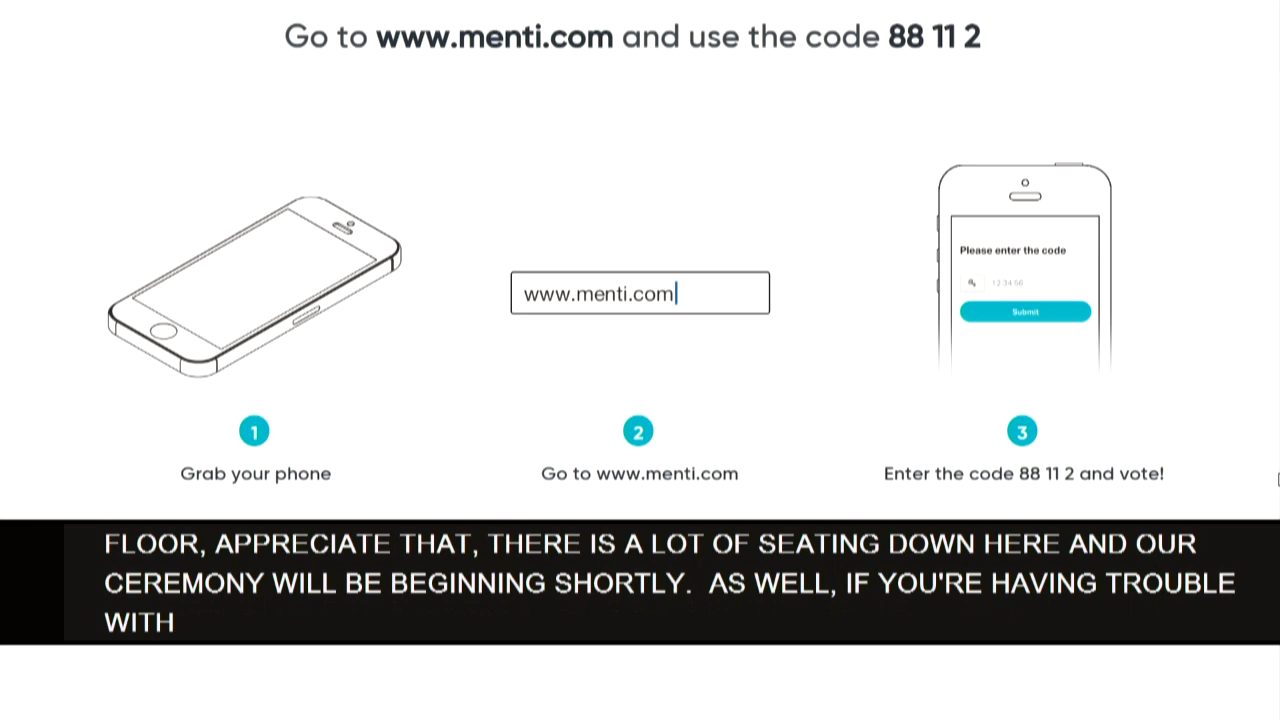 Go to www.menti.com and use the code 88 11 2
Please enter the code
12 34 56
Submit
www.menti.com
1
2
3
Grab your phone
Go to www.menti.com
Enter the code 88 11 2 and vote!
FLOOR, APPRECIATE THAT, THERE IS A LOT OF SEATING DOWN HERE AND OUR
CEREMONY WILL BE BEGINNING SHORTLY.  AS WELL, IF YOU'RE HAVING TROUBLE
WITH